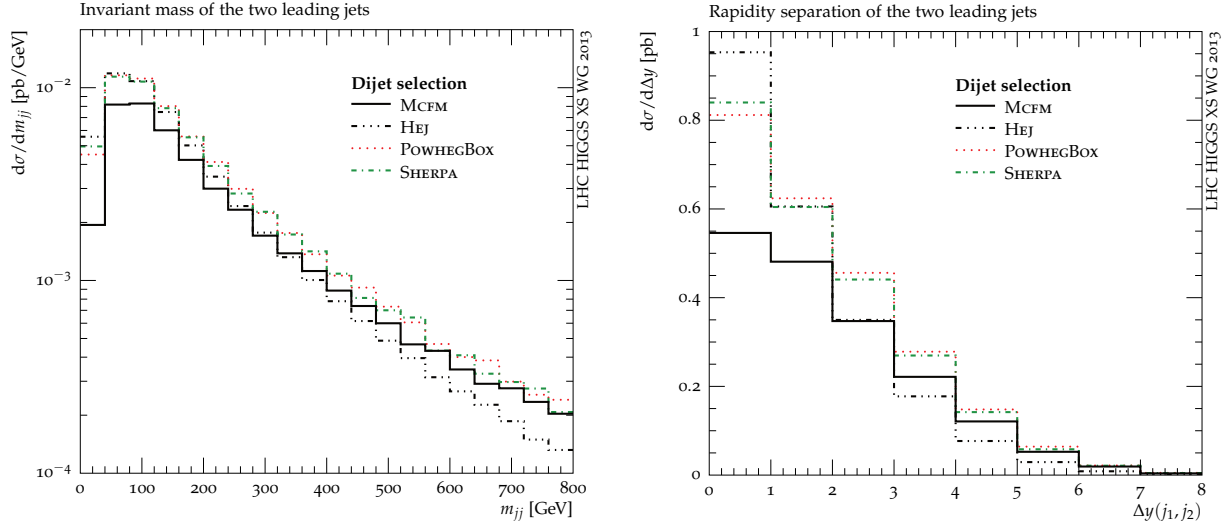 Invariant mass of the two leading jets
dσ/dm_jj [pb/GeV]
10⁻²
10⁻³
10⁻⁴
Dijet selection
MCFM
HEJ
POWHEGBOX
SHERPA
LHC HIGGS XS WG 2013
0 100 200 300 400 500 600 700 800
m_jj [GeV]
Rapidity separation of the two leading jets
dσ/dΔy [pb]
1
0.8
0.6
0.4
0.2
0
Dijet selection
MCFM
HEJ
POWHEGBOX
SHERPA
LHC HIGGS XS WG 2013
0 1 2 3 4 5 6 7 8
Δy(j₁, j₂)